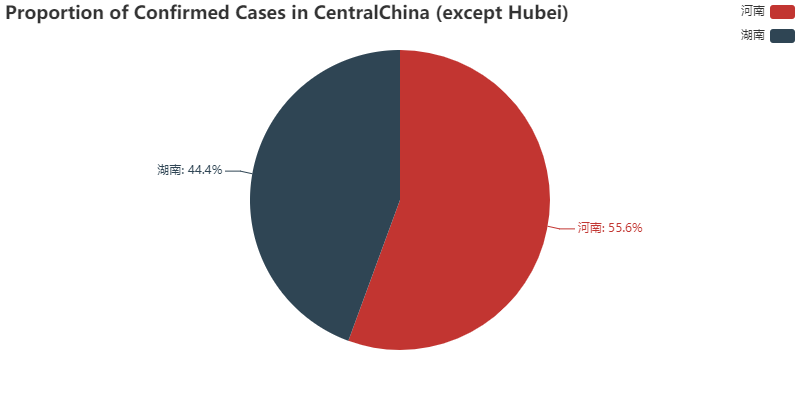 Proportion of Confirmed Cases in CentralChina (except Hubei)
河南
湖南
湖南: 44.4%
河南: 55.6%